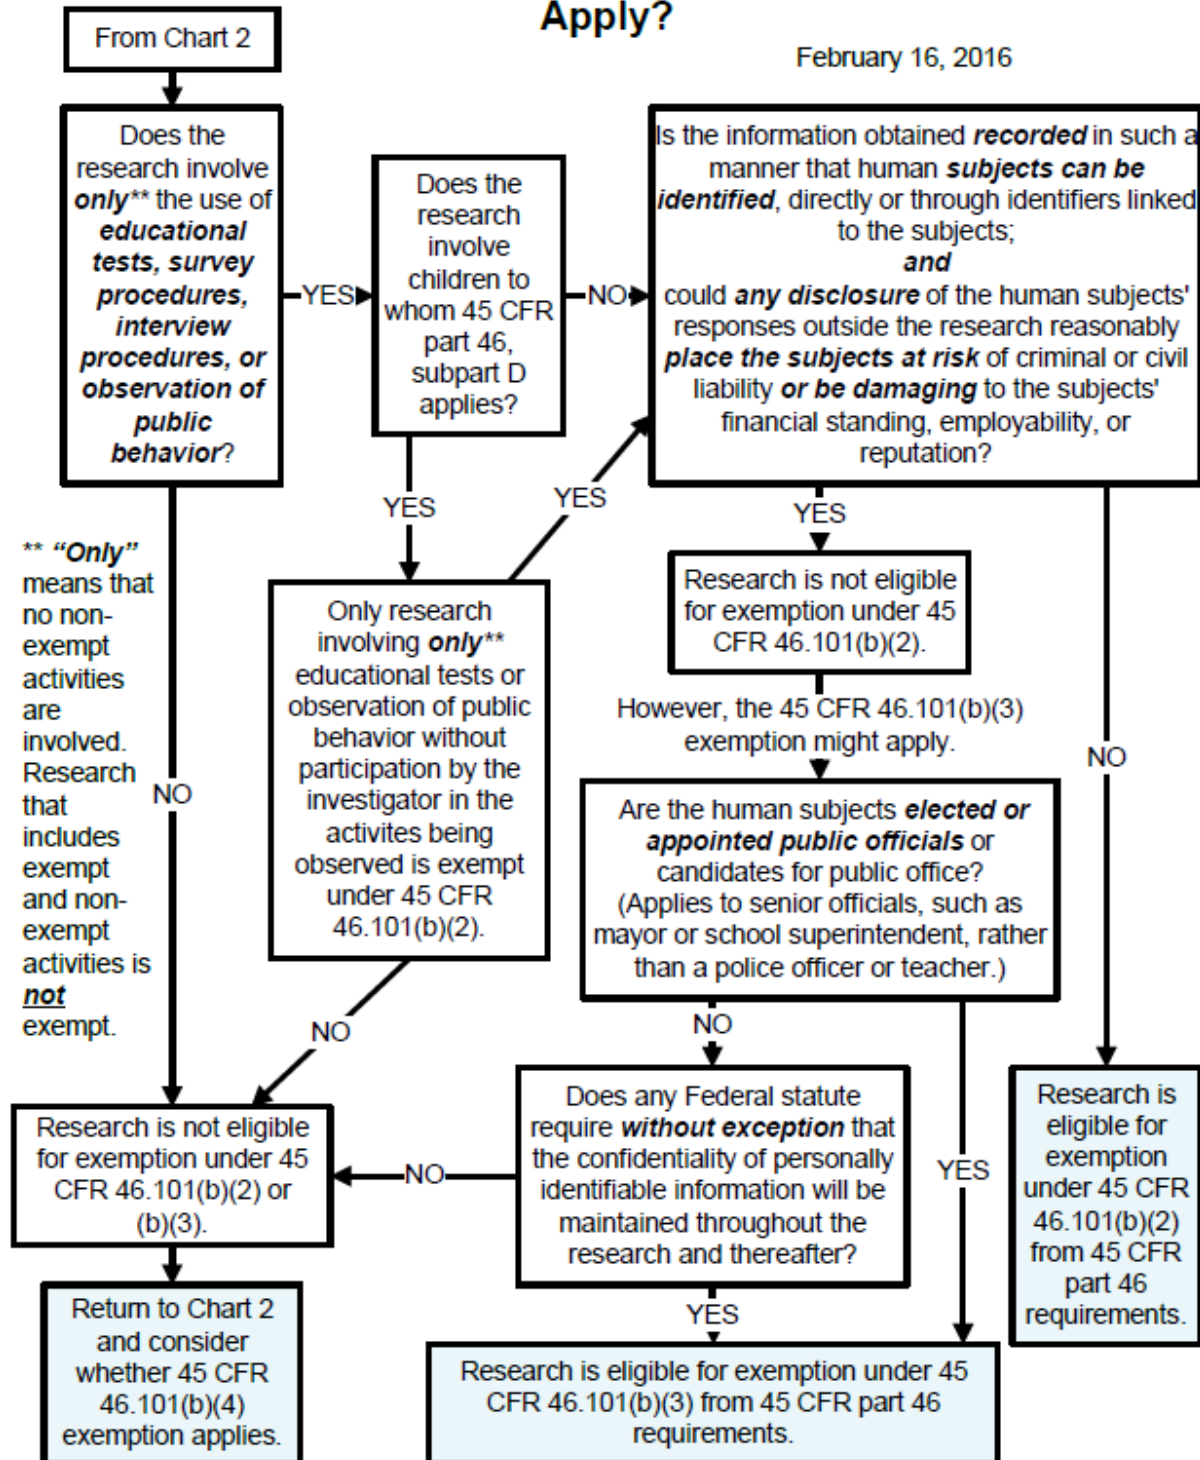 Apply?
From Chart 2
February 16, 2016
Does the
research involve
only** the use of
educational
tests, survey
procedures,
interview
procedures, or
observation of
public
behavior?
YES
Does the
research
involve
children to
whom 45 CFR
part 46,
subpart D
applies?
NO
Is the information obtained recorded in such a
manner that human subjects can be
identified, directly or through identifiers linked
to the subjects;
and
could any disclosure of the human subjects'
responses outside the research reasonably
place the subjects at risk of criminal or civil
liability or be damaging to the subjects'
financial standing, employability, or
reputation?
YES
YES
YES
** “Only”
means that
no non-
exempt
activities
are
involved.
Research
that
includes
exempt
and non-
exempt
activities is
not
exempt.
NO
Only research
involving only**
educational tests or
observation of public
behavior without
participation by the
investigator in the
activites being
observed is exempt
under 45 CFR
46.101(b)(2).
Research is not eligible
for exemption under 45
CFR 46.101(b)(2).
However, the 45 CFR 46.101(b)(3)
exemption might apply.
NO
Are the human subjects elected or
appointed public officials or
candidates for public office?
(Applies to senior officials, such as
mayor or school superintendent, rather
than a police officer or teacher.)
NO
NO
Research is not eligible
for exemption under 45
CFR 46.101(b)(2) or
(b)(3).
NO
Does any Federal statute
require without exception that
the confidentiality of personally
identifiable information will be
maintained throughout the
research and thereafter?
YES
Research is
eligible for
exemption
under 45 CFR
46.101(b)(2)
from 45 CFR
part 46
requirements.
YES
Return to Chart 2
and consider
whether 45 CFR
46.101(b)(4)
exemption applies.
Research is eligible for exemption under 45
CFR 46.101(b)(3) from 45 CFR part 46
requirements.